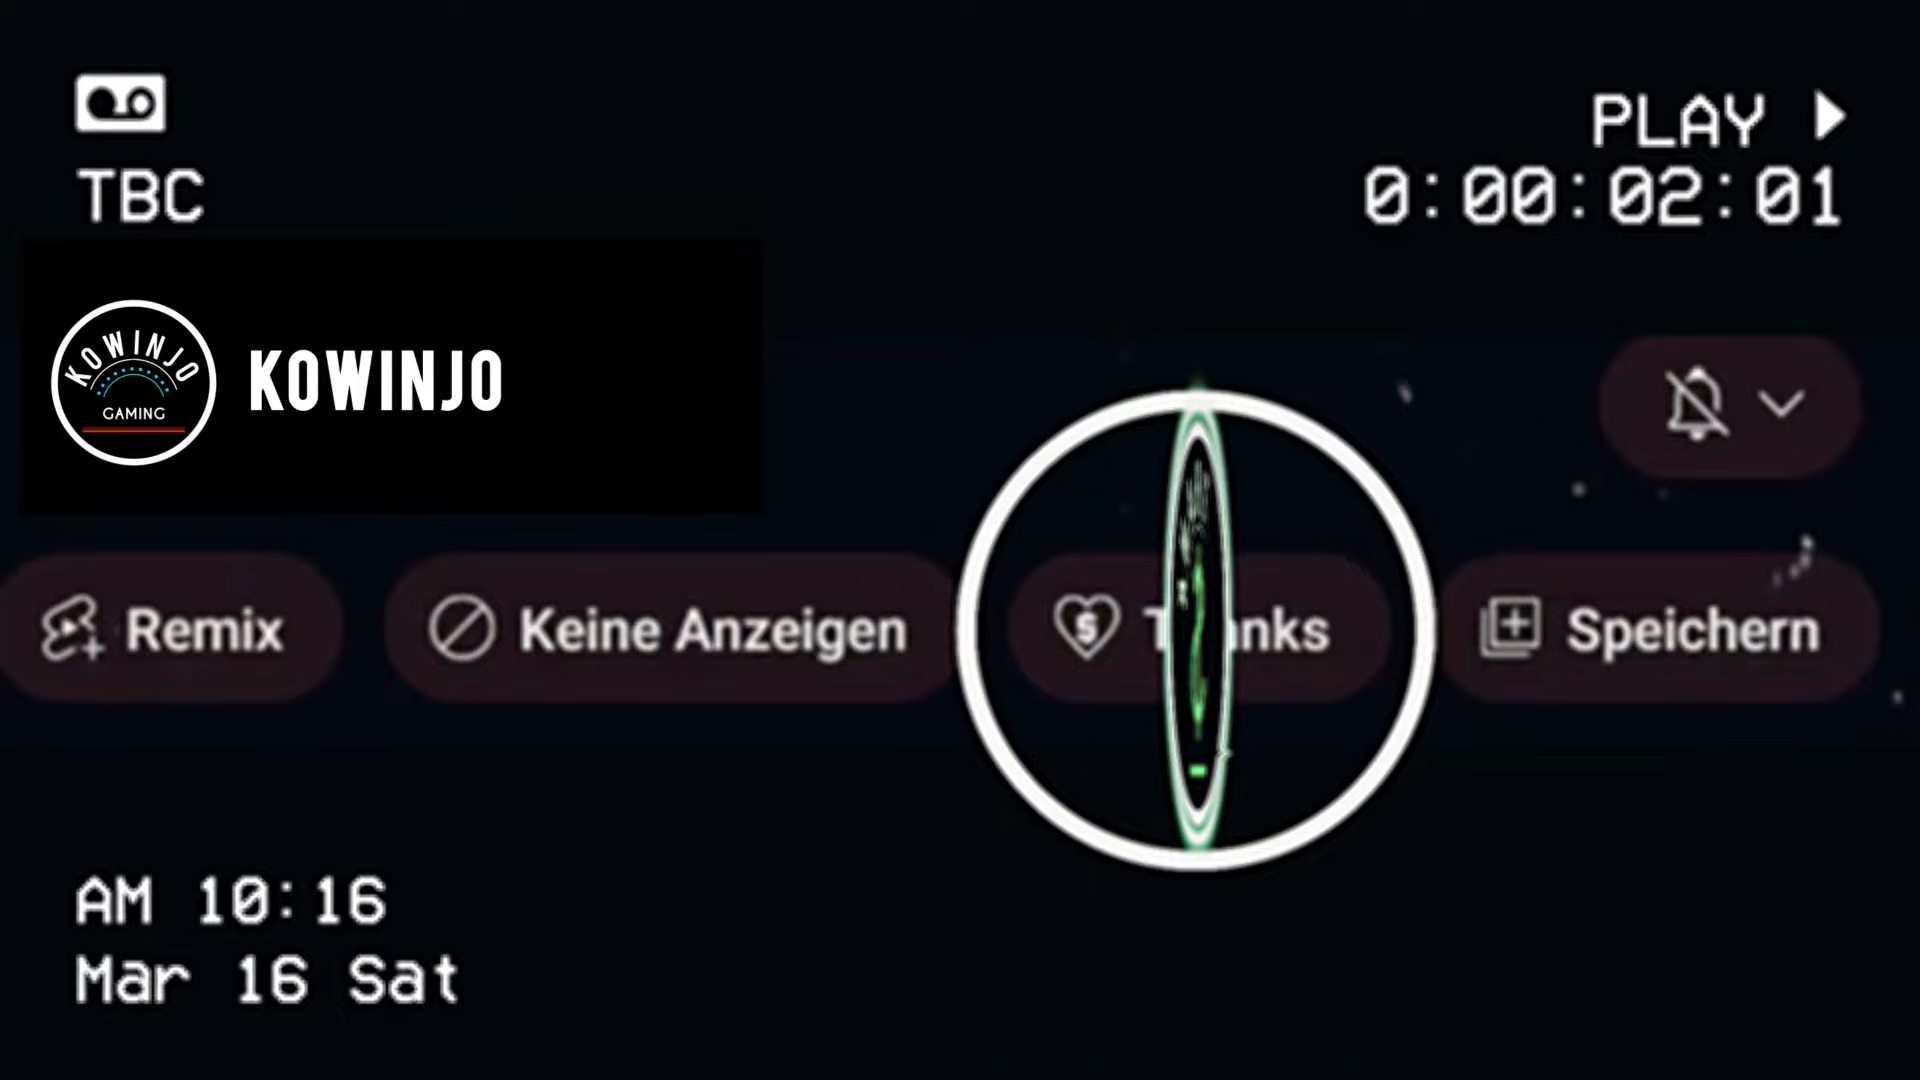 PLAY
TBC
0:00:02:01
KOWINJO
GAMING
KOWINJO
Remix
Keine Anzeigen
Speichern
AM 10:16
Mar 16 Sat